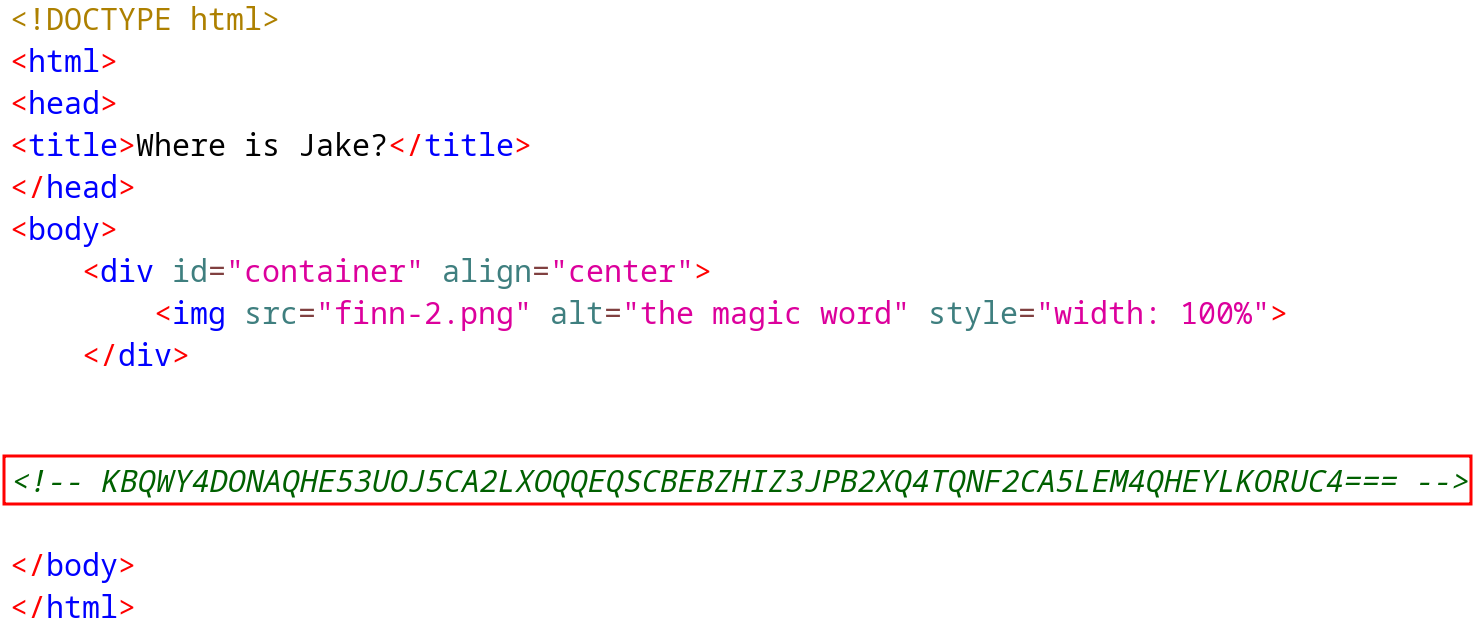 <!DOCTYPE html>
<html>
<head>
<title>Where is Jake?</title>
</head>
<body>
    <div id="container" align="center">
        <img src="finn-2.png" alt="the magic word" style="width: 100%">
    </div>
<!-- KBQWY4DONAQHE53UOJ5CA2LXOQQEQSCBEBZHIZ3JPB2XQ4TQNF2CA5LEM4QHEYLKORUC4=== -->
</body>
</html>